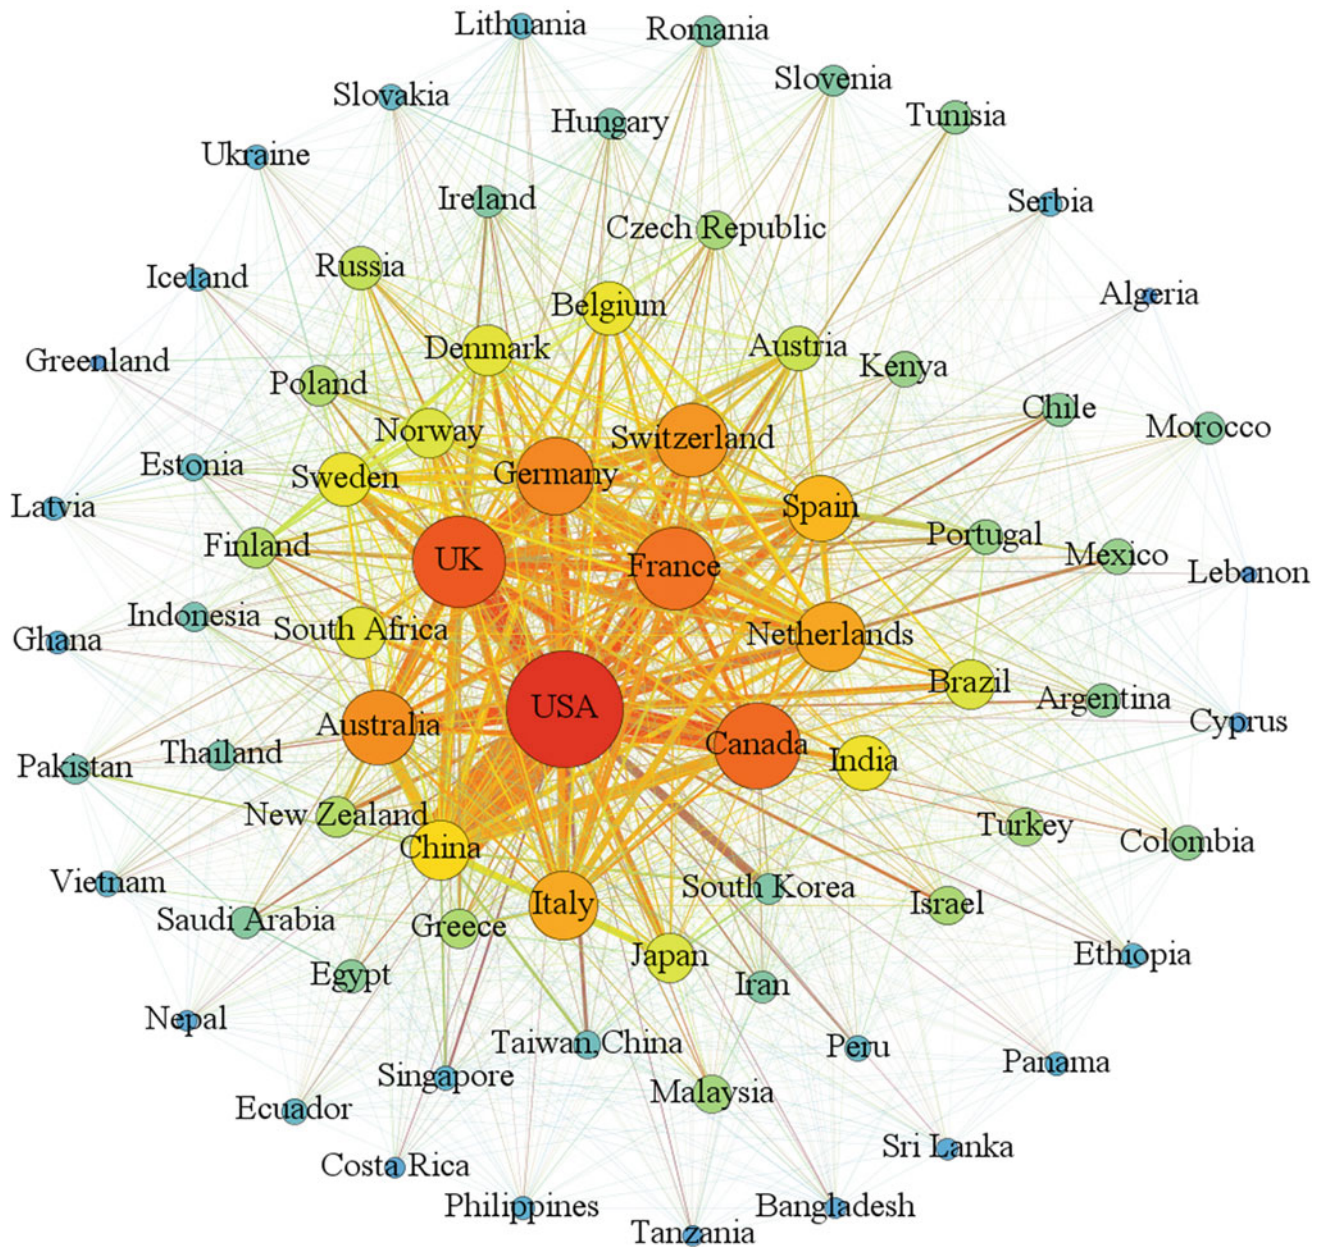 Lithuania
Romania
Slovenia
Slovakia
Tunisia
Hungary
Ukraine
Ireland
Serbia
Czech Republic
Russia
Iceland
Algeria
Belgium
Denmark
Austria
Greenland
Kenya
Poland
Chile
Morocco
Norway
Switzerland
Estonia
Germany
Sweden
Latvia
Spain
Portugal
Finland
Mexico
UK
France
Lebanon
Indonesia
South Africa
Netherlands
Ghana
Brazil
Argentina
USA
Cyprus
Australia
Canada
Thailand
India
Pakistan
New Zealand
Turkey
Colombia
China
Vietnam
South Korea
Israel
Italy
Saudi Arabia
Greece
Japan
Ethiopia
Egypt
Iran
Nepal
Taiwan,China
Peru
Panama
Singapore
Malaysia
Ecuador
Sri Lanka
Costa Rica
Philippines
Bangladesh
Tanzania